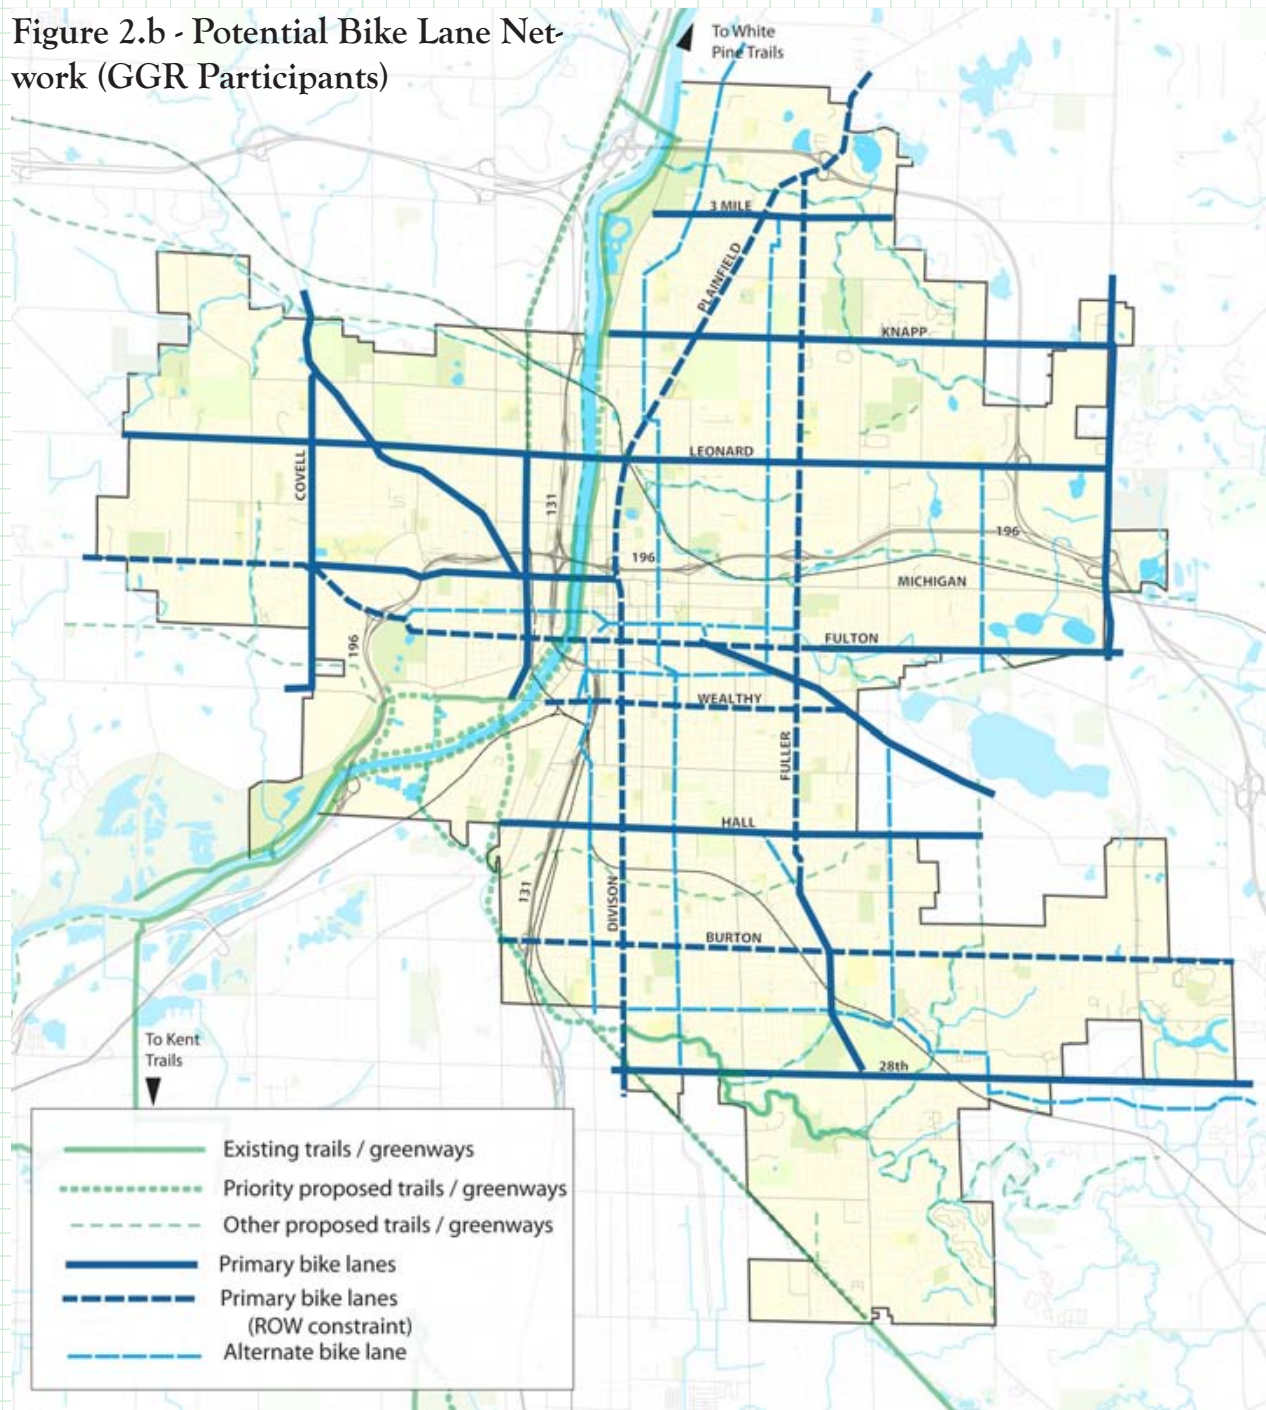 Figure 2.b - Potential Bike Lane Net-
work (GGR Participants)
To White
Pine Trails
3 MILE
PLAINFIELD
KNAPP
LEONARD
COVELL
131
196
196
MICHIGAN
FULTON
196
WEALTHY
FULLER
HALL
131
DIVISON
BURTON
28th
To Kent
Trails
Existing trails / greenways
Priority proposed trails / greenways
Other proposed trails / greenways
Primary bike lanes
Primary bike lanes
(ROW constraint)
Alternate bike lane